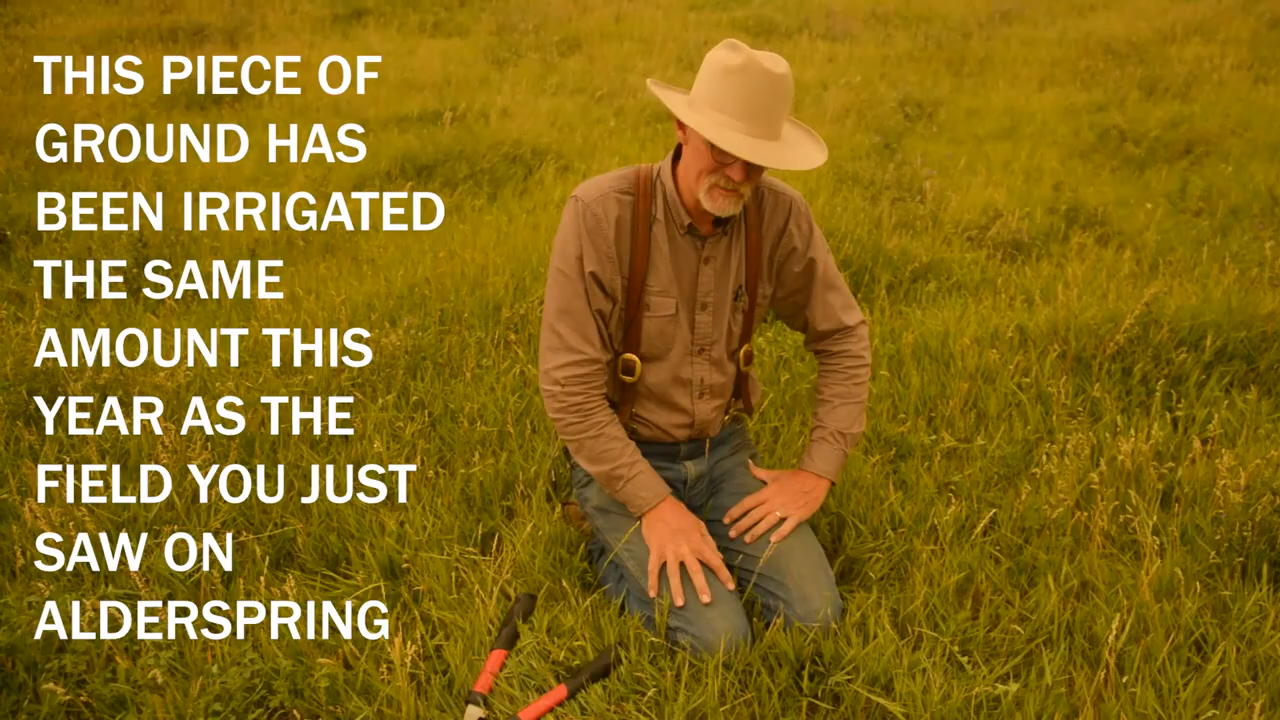 THIS PIECE OF
GROUND HAS
BEEN IRRIGATED
THE SAME
AMOUNT THIS
YEAR AS THE
FIELD YOU JUST
SAW ON
ALDERSPRING